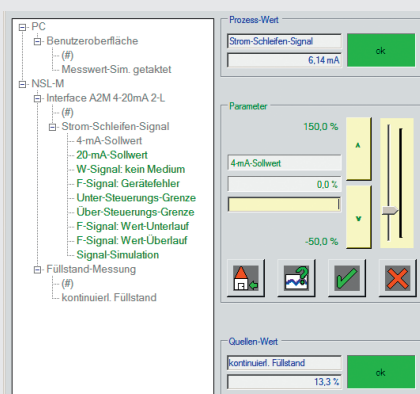 PC
Benutzeroberfläche
(#)
Messwert-Sim. getaktet
NSL-M
Interface A2M 4-20mA 2-L
(#)
Strom-Schleifen-Signal
4-mA-Sollwert
20-mA-Sollwert
W-Signal: kein Medium
F-Signal: Gerätefehler
Unter-Steuerungs-Grenze
Über-Steuerungs-Grenze
F-Signal: Wert-Unterlauf
F-Signal: Wert-Überlauf
Signal-Simulation
Füllstand-Messung
(#)
kontinuierl. Füllstand
Prozess-Wert
Strom-Schleifen-Signal
6,14 mA
ok
Parameter
150,0 %
4-mA-Sollwert
0,0 %
-50,0 %
Quellen-Wert
kontinuierl. Füllstand
13,3 %
ok